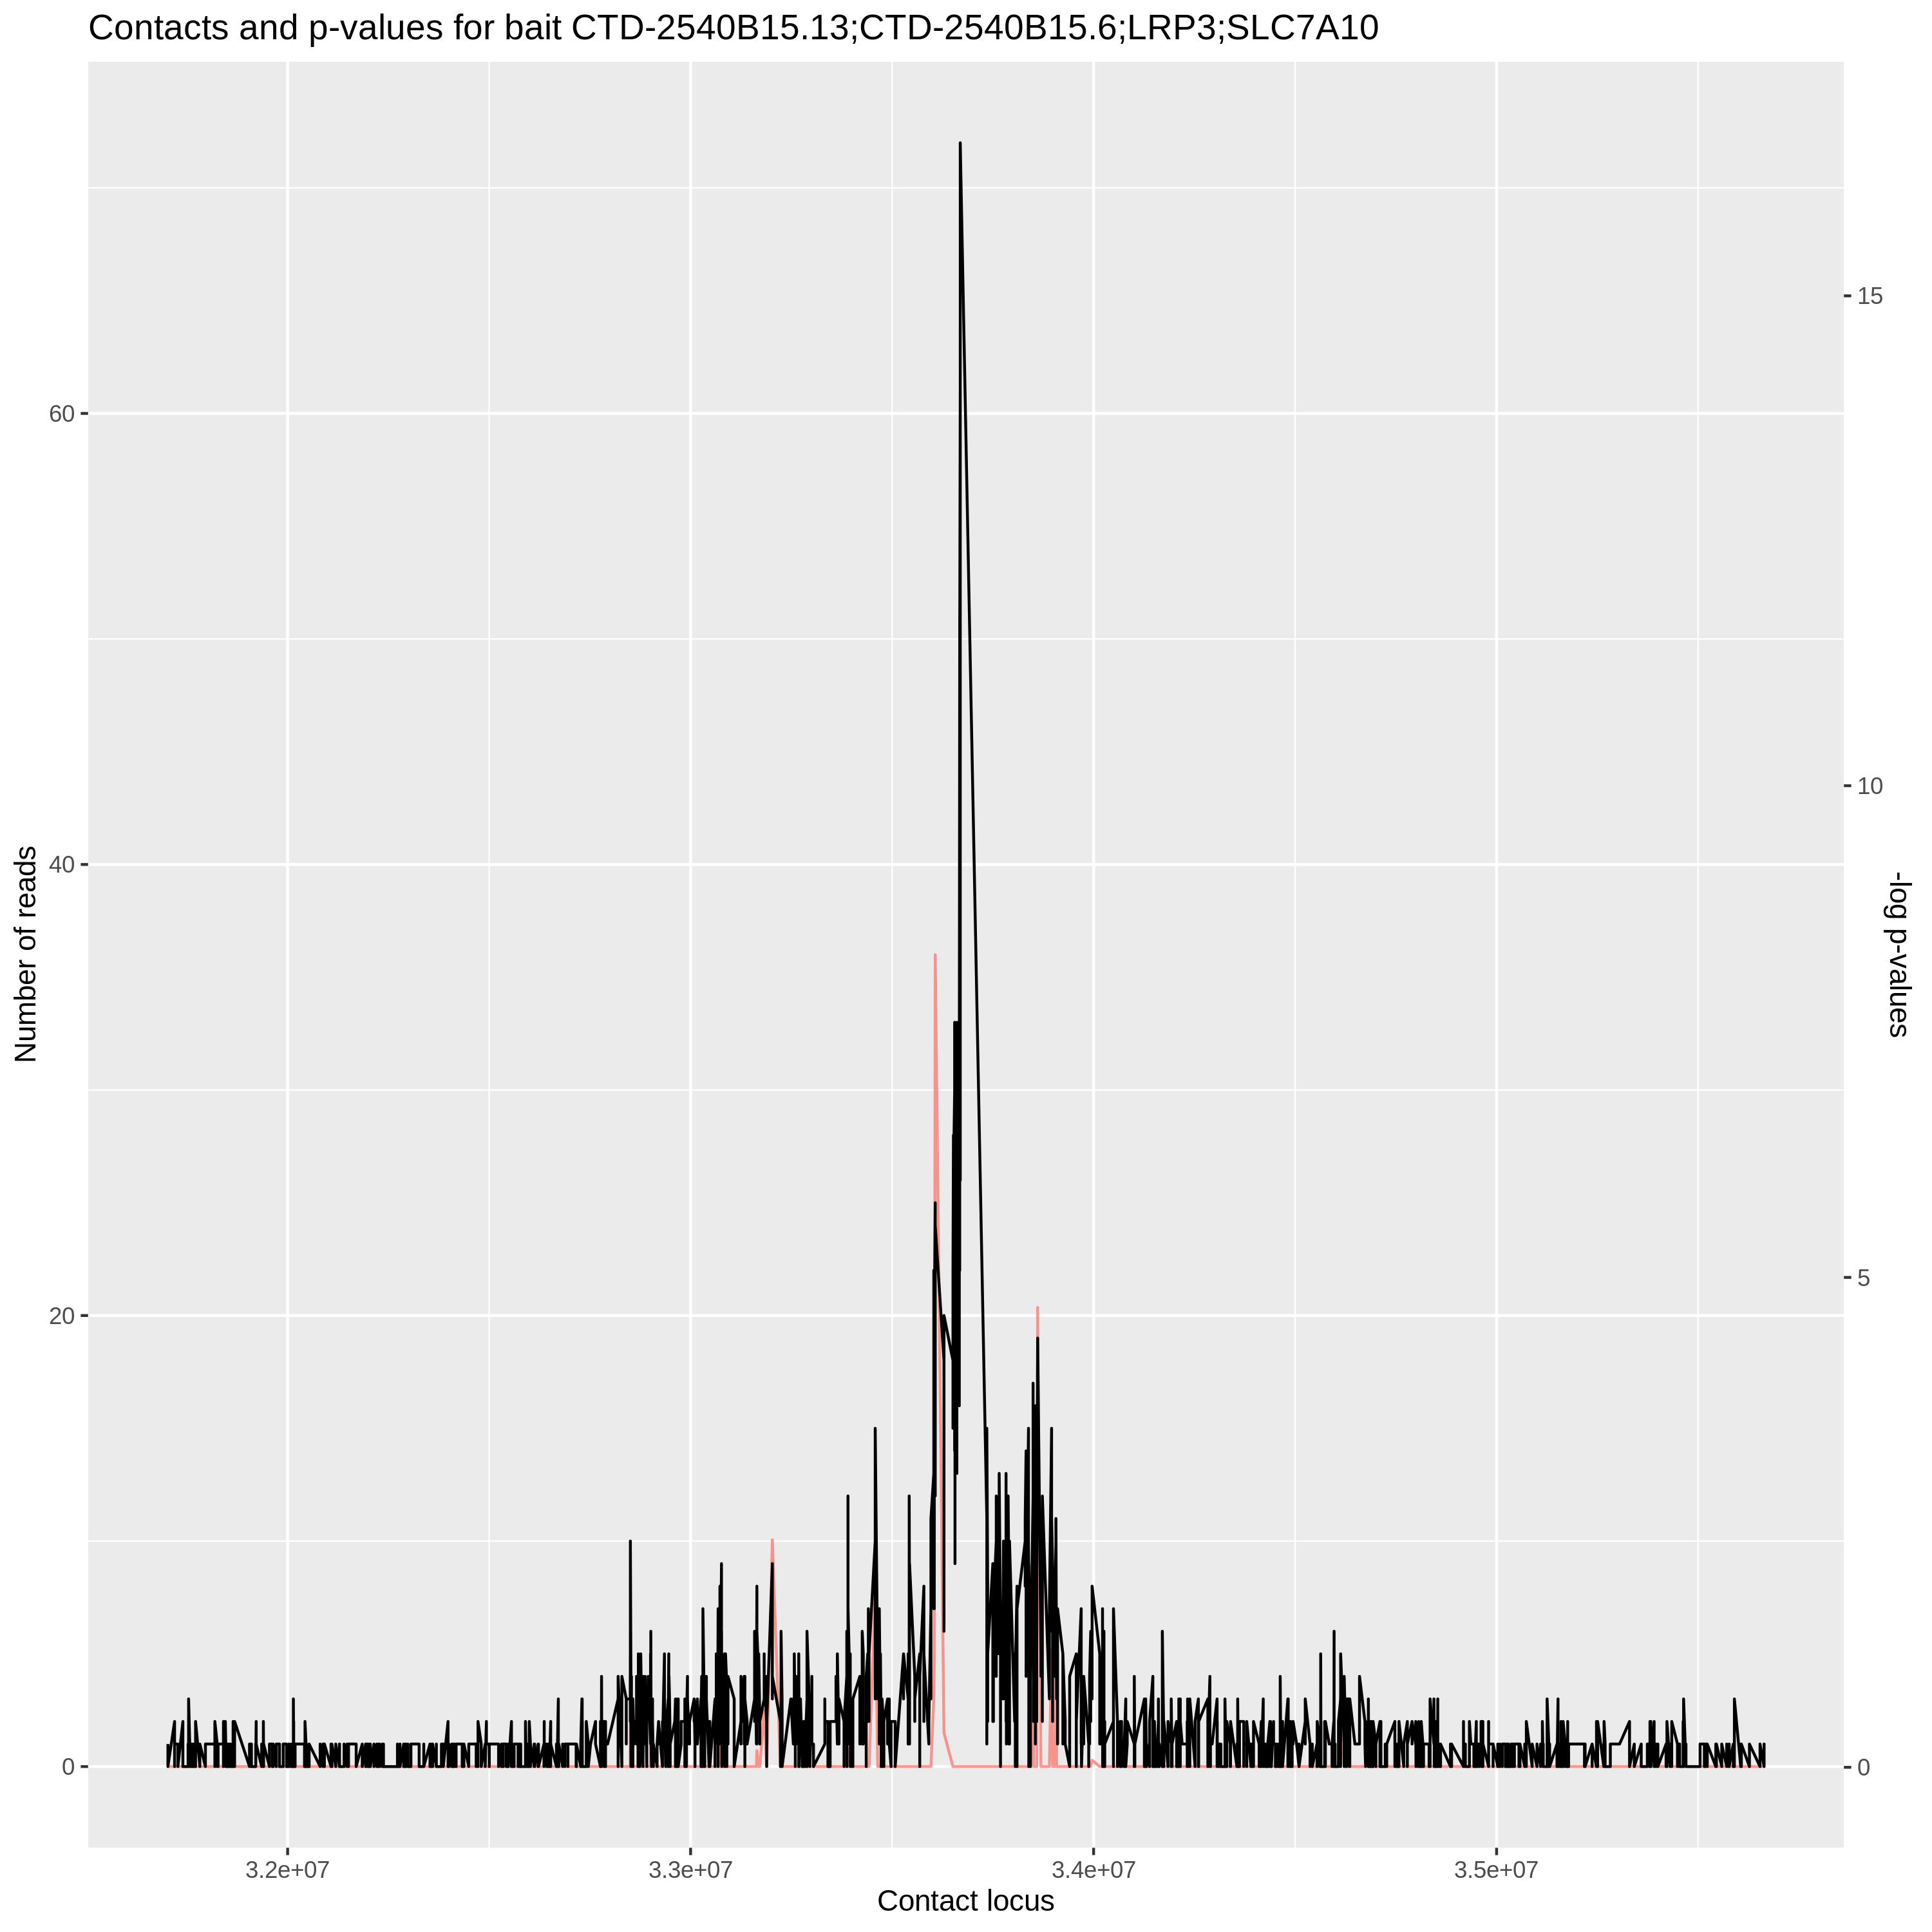 Contacts and p-values for bait CTD-2540B15.13;CTD-2540B15.6;LRP3;SLC7A10
15
60
10
40
Number of reads
-log p-values
5
20
0
0
3.2e+07
3.3e+07
3.4e+07
3.5e+07
Contact locus